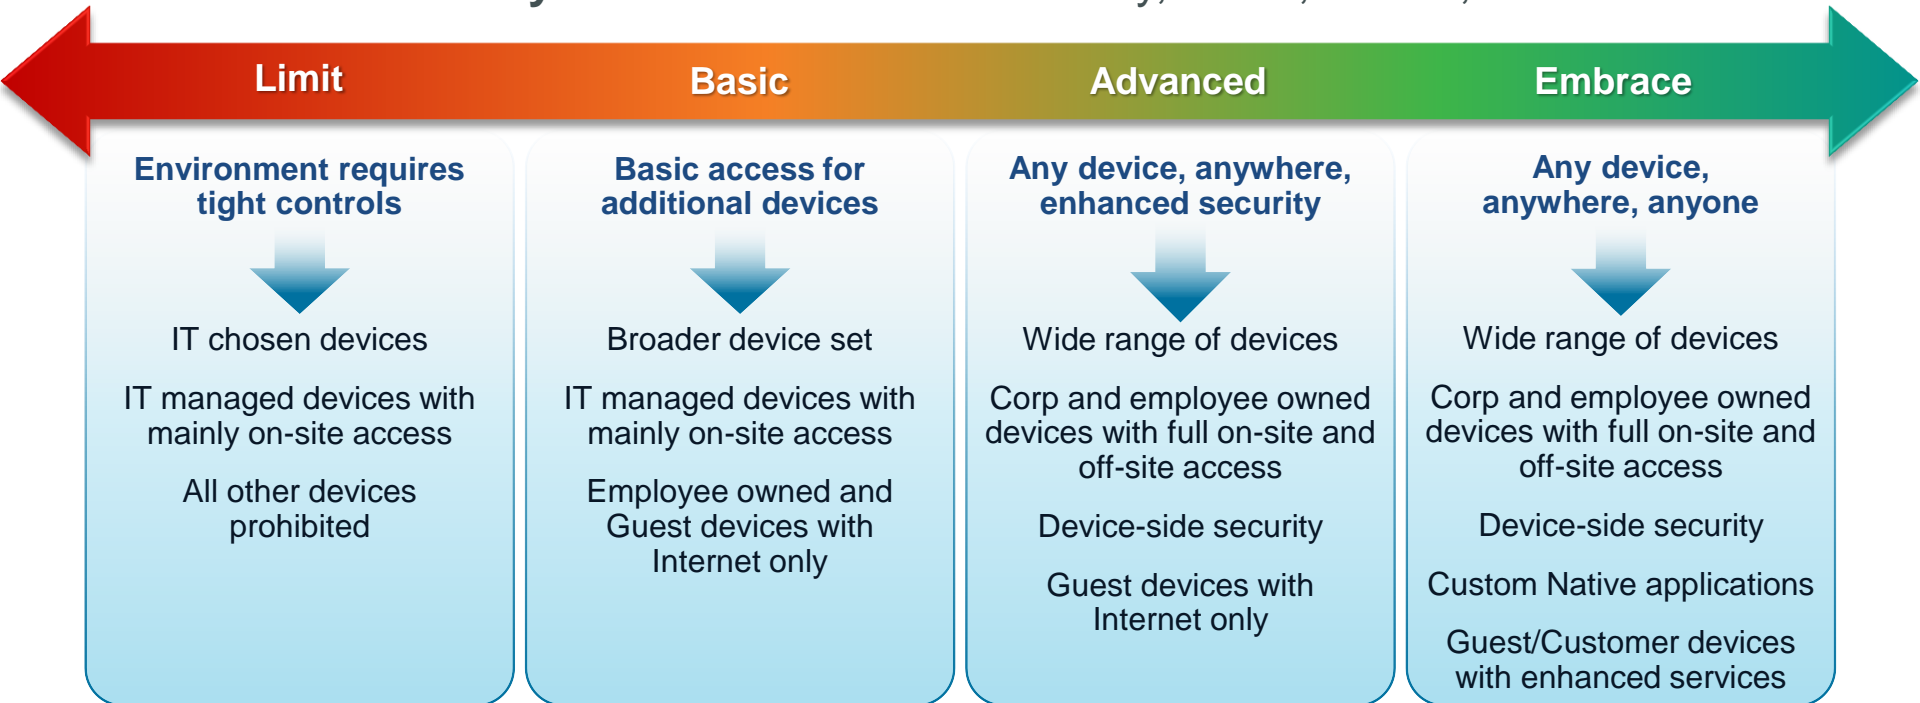 Limit
Basic
Advanced
Embrace
Environment requires
tight controls
IT chosen devices
IT managed devices with
mainly on-site access
All other devices
prohibited
Basic access for
additional devices
Broader device set
IT managed devices with
mainly on-site access
Employee owned and
Guest devices with
Internet only
Any device, anywhere,
enhanced security
Wide range of devices
Corp and employee owned
devices with full on-site and
off-site access
Device-side security
Guest devices with
Internet only
Any device,
anywhere, anyone
Wide range of devices
Corp and employee owned
devices with full on-site and
off-site access
Device-side security
Custom Native applications
Guest/Customer devices
with enhanced services